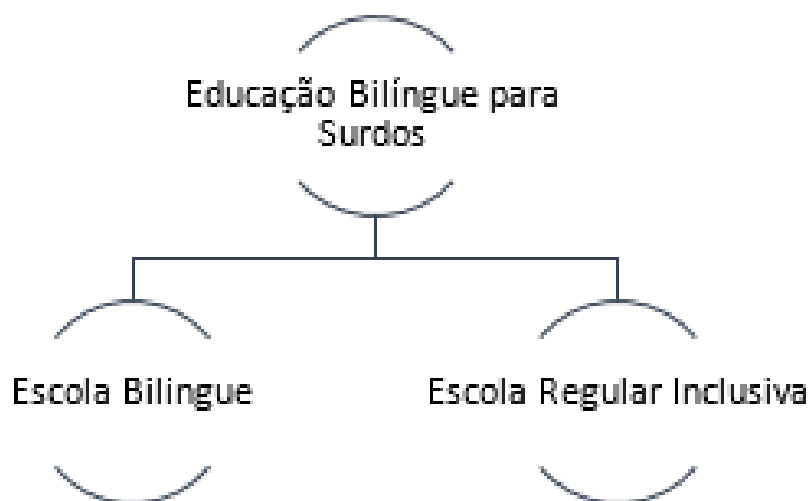 Educação Bilíngue para
Surdos
Escola Bilingue
Escola Regular Inclusiva